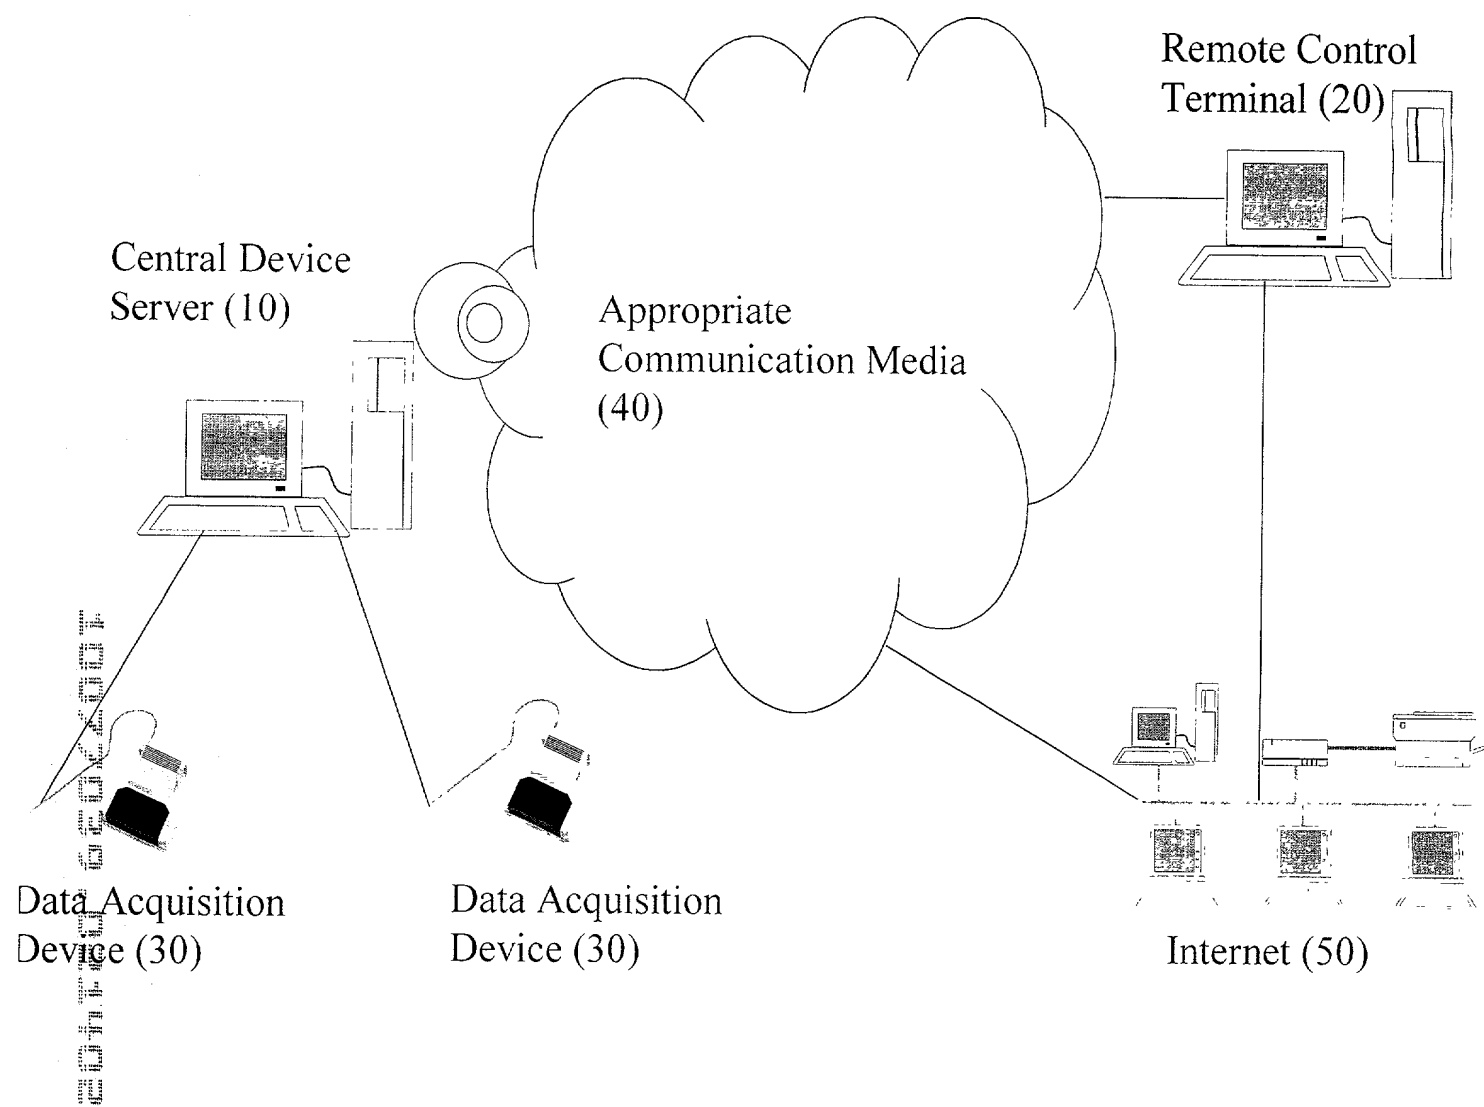 Remote Control
Terminal (20)
Central Device
Server (10)
Appropriate
Communication Media
(40)
Data Acquisition
Device (30)
Data Acquisition
Device (30)
Internet (50)